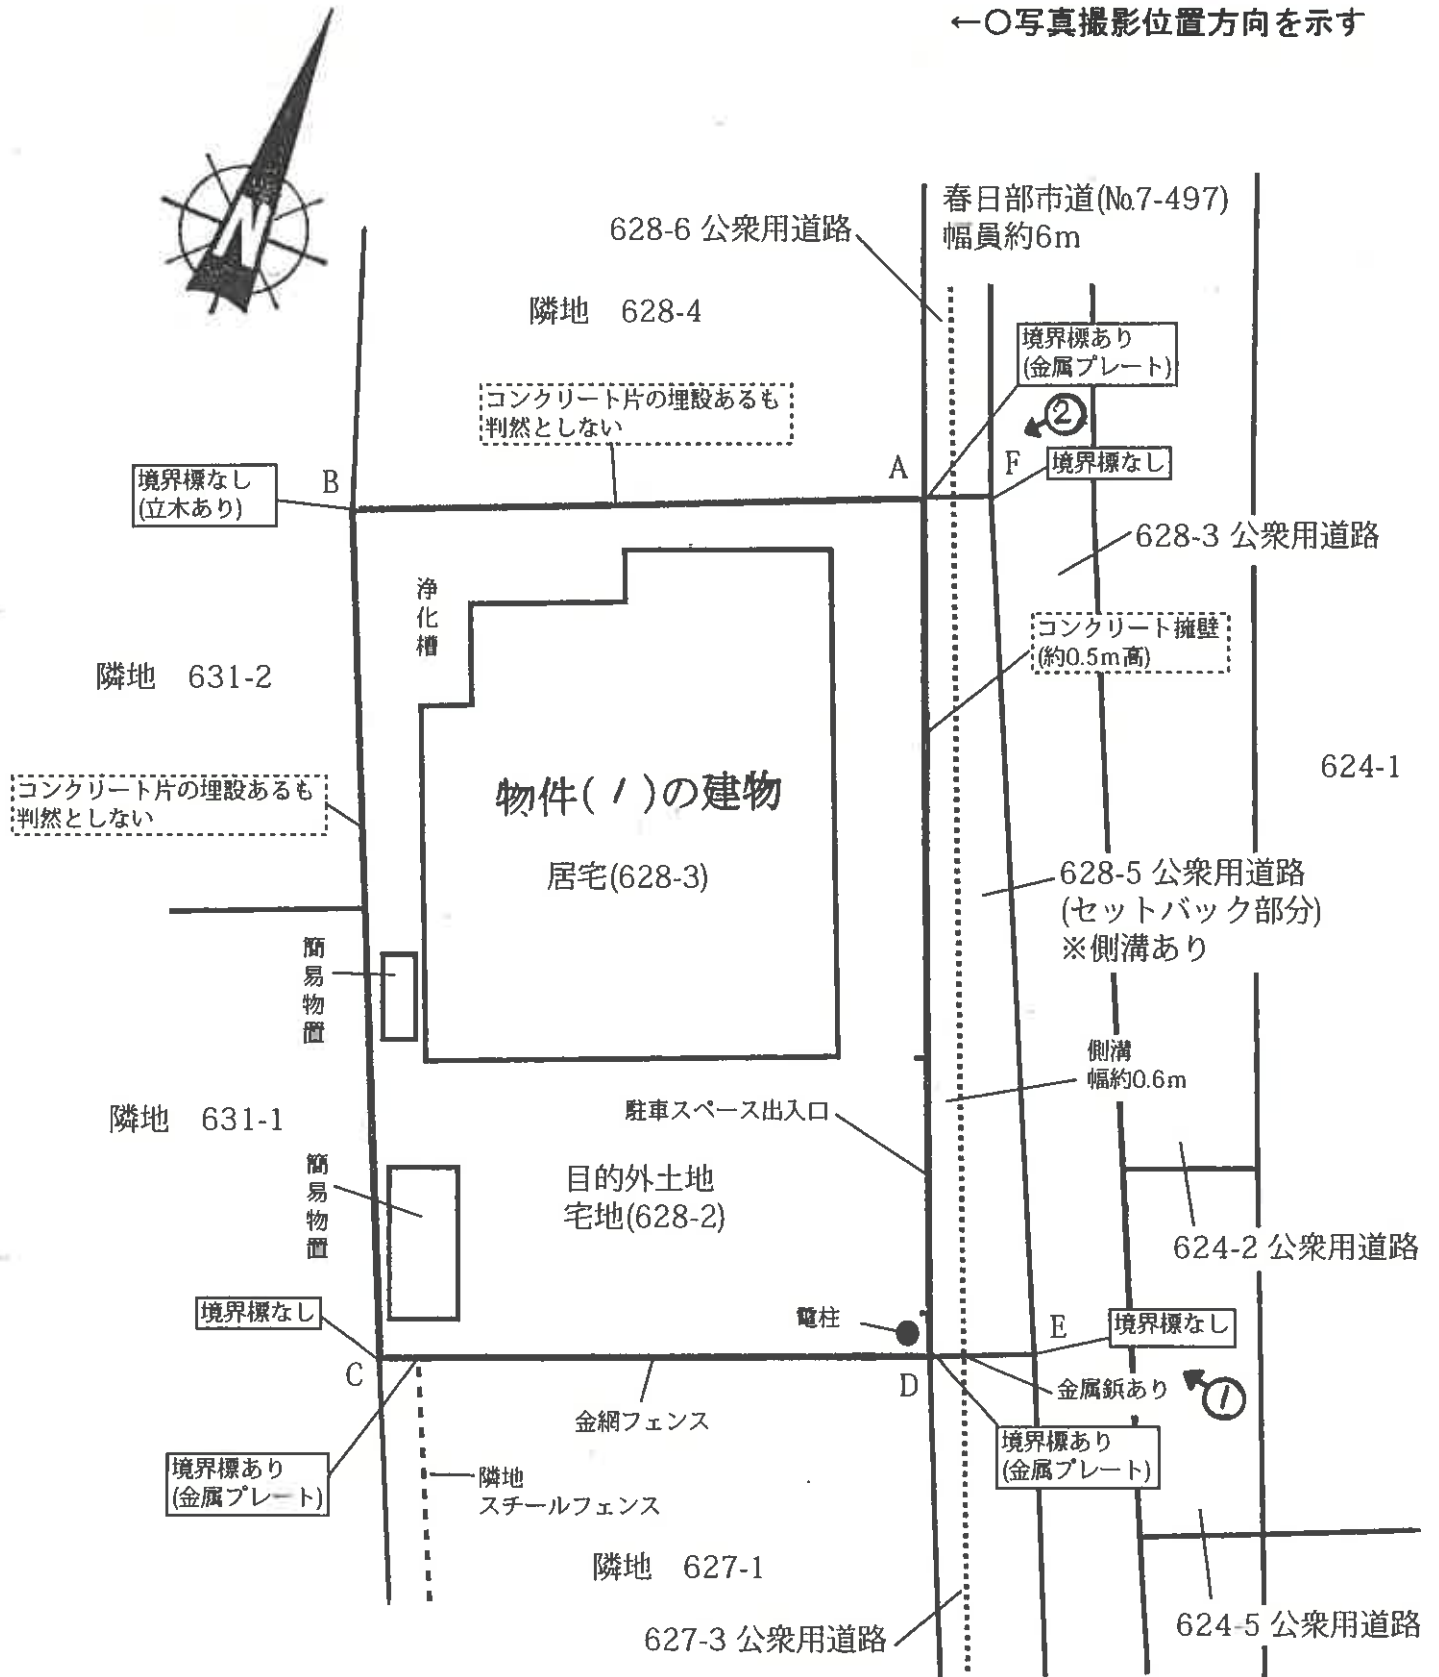 ←○写真撮影位置方向を示す
N
春日部市道(No.7-497)
幅員約6m
628-6 公衆用道路
隣地 628-4
境界標あり
(金属プレート)
コンクリート片の埋設あるも
判然としない
②
境界標なし
(立木あり)
B
A
F
境界標なし
628-3 公衆用道路
浄化槽
コンクリート擁壁
(約0.5m高)
隣地 631-2
624-1
コンクリート片の埋設あるも
判然としない
物件(1)の建物
居宅(628-3)
628-5 公衆用道路
(セットバック部分)
※側溝あり
簡易物置
側溝
幅約0.6m
隣地 631-1
駐車スペース出入口
簡易物置
目的外土地
宅地(628-2)
624-2 公衆用道路
境界標なし
電柱
E
境界標なし
C
D
金属鋲あり
①
金網フェンス
境界標あり
(金属プレート)
境界標あり
(金属プレート)
隣地
スチールフェンス
隣地 627-1
627-3 公衆用道路
624-5 公衆用道路